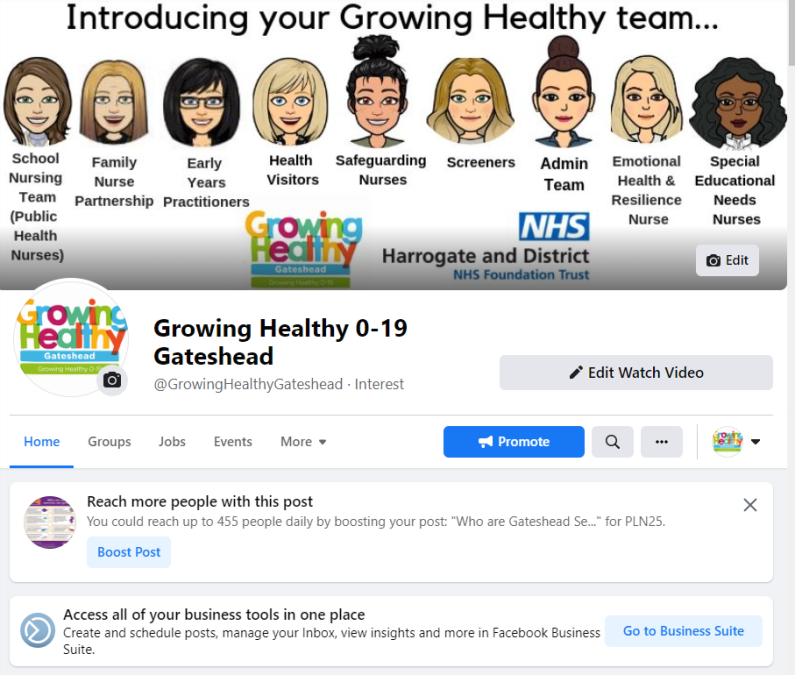 Introducing your Growing Healthy team...
School
Nursing
Team
(Public
Health
Nurses)
Family
Nurse
Partnership
Early
Years
Practitioners
Health
Visitors
Safeguarding
Nurses
Screeners
Admin
Team
Emotional
Health &
Resilience
Nurse
Special
Educational
Needs
Nurses
Growing
Healthy
Gateshead
Growing Healthy 0-19
NHS
Harrogate and District
NHS Foundation Trust
Edit
Growing
Healthy
Gateshead
Growing Healthy 0-19
Growing Healthy 0-19
Gateshead
@GrowingHealthyGateshead · Interest
Edit Watch Video
Home
Groups
Jobs
Events
More
Promote
Reach more people with this post
You could reach up to 455 people daily by boosting your post: "Who are Gateshead Se..." for PLN25.
Boost Post
Access all of your business tools in one place
Create and schedule posts, manage your Inbox, view insights and more in Facebook Business
Suite.
Go to Business Suite